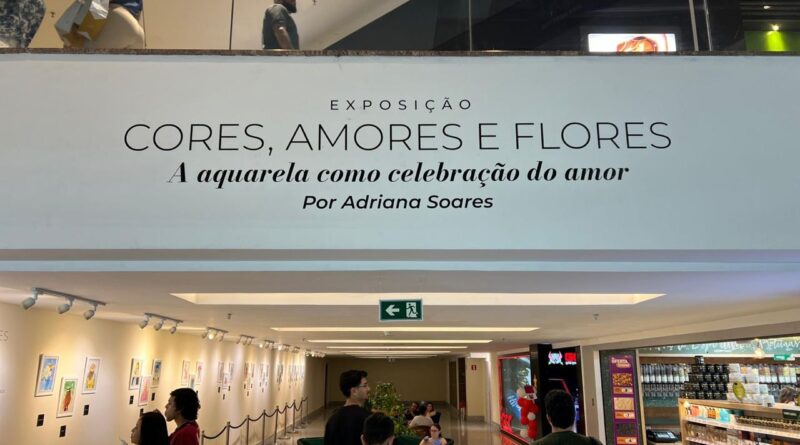 EXPOSIÇÃO
CORES, AMORES E FLORES
A aquarela como celebração do amor
Por Adriana Soares